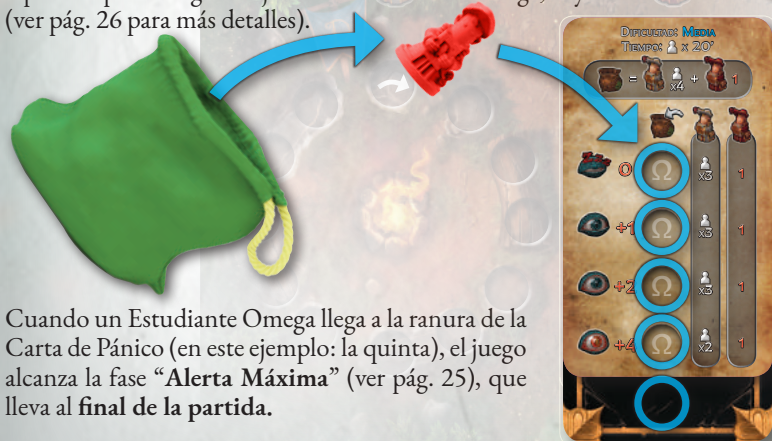 (ver pág. 26 para más detalles).
Dificultad: Media
Tiempo: x 20'
= x4 + 1
0 Ω x3 1
+1 Ω x3 1
+2 Ω x3 1
+4 Ω x2 1
Cuando un Estudiante Omega llega a la ranura de la
Carta de Pánico (en este ejemplo: la quinta), el juego
alcanza la fase “Alerta Máxima” (ver pág. 25), que
lleva al final de la partida.